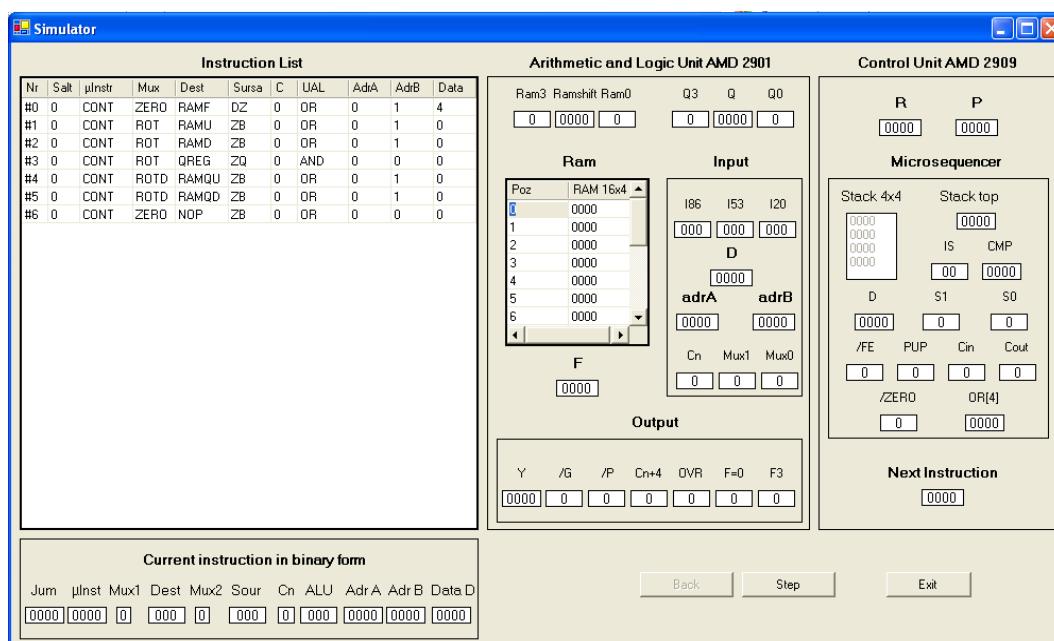 Simulator
Instruction List
Nr Salt µInstr Mux Dest Sursa C UAL AdrA AdrB Data
#0 0 CONT ZERO RAMF DZ 0 OR 0 1 4
#1 0 CONT ROT RAMU ZB 0 OR 0 1 0
#2 0 CONT ROT RAMD ZB 0 OR 0 1 0
#3 0 CONT ROT QREG ZQ 0 AND 0 0 0
#4 0 CONT ROTD RAMQU ZB 0 OR 0 1 0
#5 0 CONT ROTD RAMQD ZB 0 OR 0 1 0
#6 0 CONT ZERO NOP ZB 0 OR 0 0 0
Current instruction in binary form
Jum µInst Mux1 Dest Mux2 Sour Cn ALU Adr A Adr B Data D
0000 0000 0 000 0 000 0 000 0000 0000 0000
Arithmetic and Logic Unit AMD 2901
Ram3 Ramshift Ram0 Q3 Q Q0
0 0000 0 0 0000 0
Ram
Poz RAM 16x4
0 0000
1 0000
2 0000
3 0000
4 0000
5 0000
6 0000
F
0000
Input
I86 I53 I20
000 000 000
D
0000
adrA adrB
0000 0000
Cn Mux1 Mux0
0 0 0
Output
Y /G /P Cn+4 OVR F=0 F3
0000 0 0 0 0 0 0
Control Unit AMD 2909
R P
0000 0000
Microsequencer
Stack 4x4 Stack top
0000
0000
0000
0000
0000
IS CMP
00 0000
D S1 S0
0000 0 0
/FE PUP Cin Cout
0 0 0 0
/ZERO OR[4]
0 0000
Next Instruction
0000
Back Step Exit